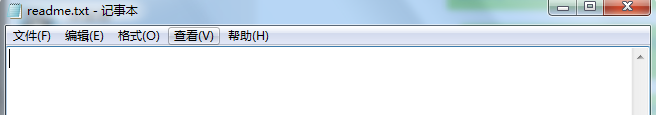 readme.txt - 记事本
文件(F) 编辑(E) 格式(O) 查看(V) 帮助(H)